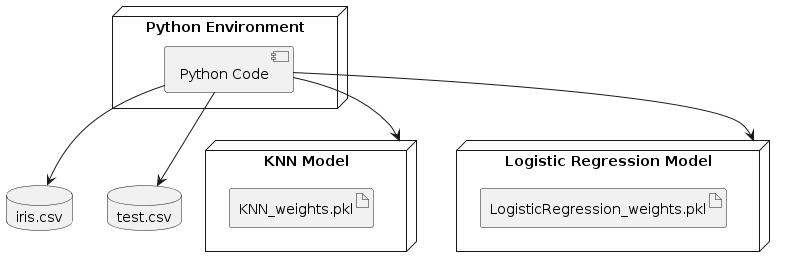 Python Environment
Python Code
KNN Model
Logistic Regression Model
iris.csv
test.csv
KNN_weights.pkl
LogisticRegression_weights.pkl